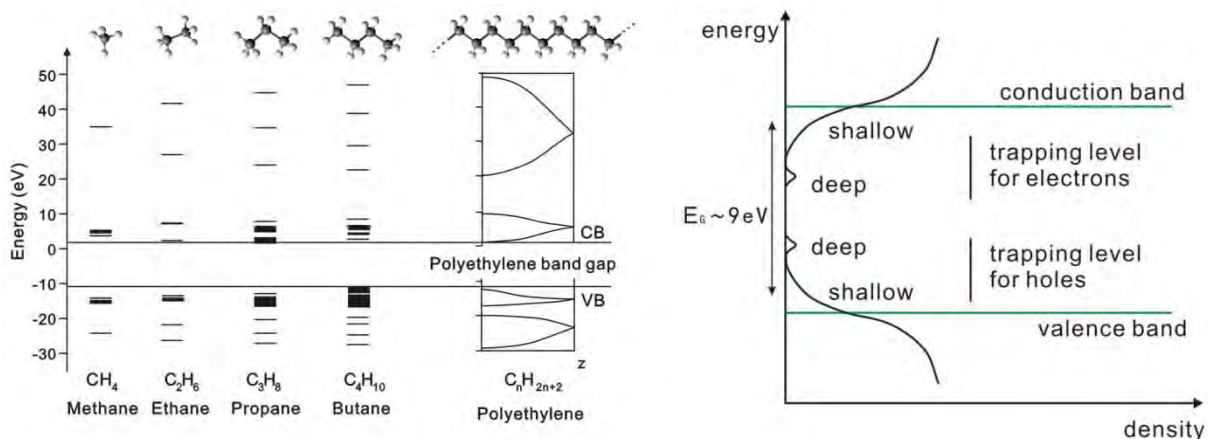 50
40
30
20
10
0
-10
-20
-30
Energy (eV)
CB
Polyethylene band gap
VB
z
CH4
Methane
C2H6
Ethane
C3H8
Propane
C4H10
Butane
CnH2n+2
Polyethylene
energy
conduction band
shallow
trapping level
for electrons
deep
EG~9eV
deep
trapping level
for holes
shallow
valence band
density